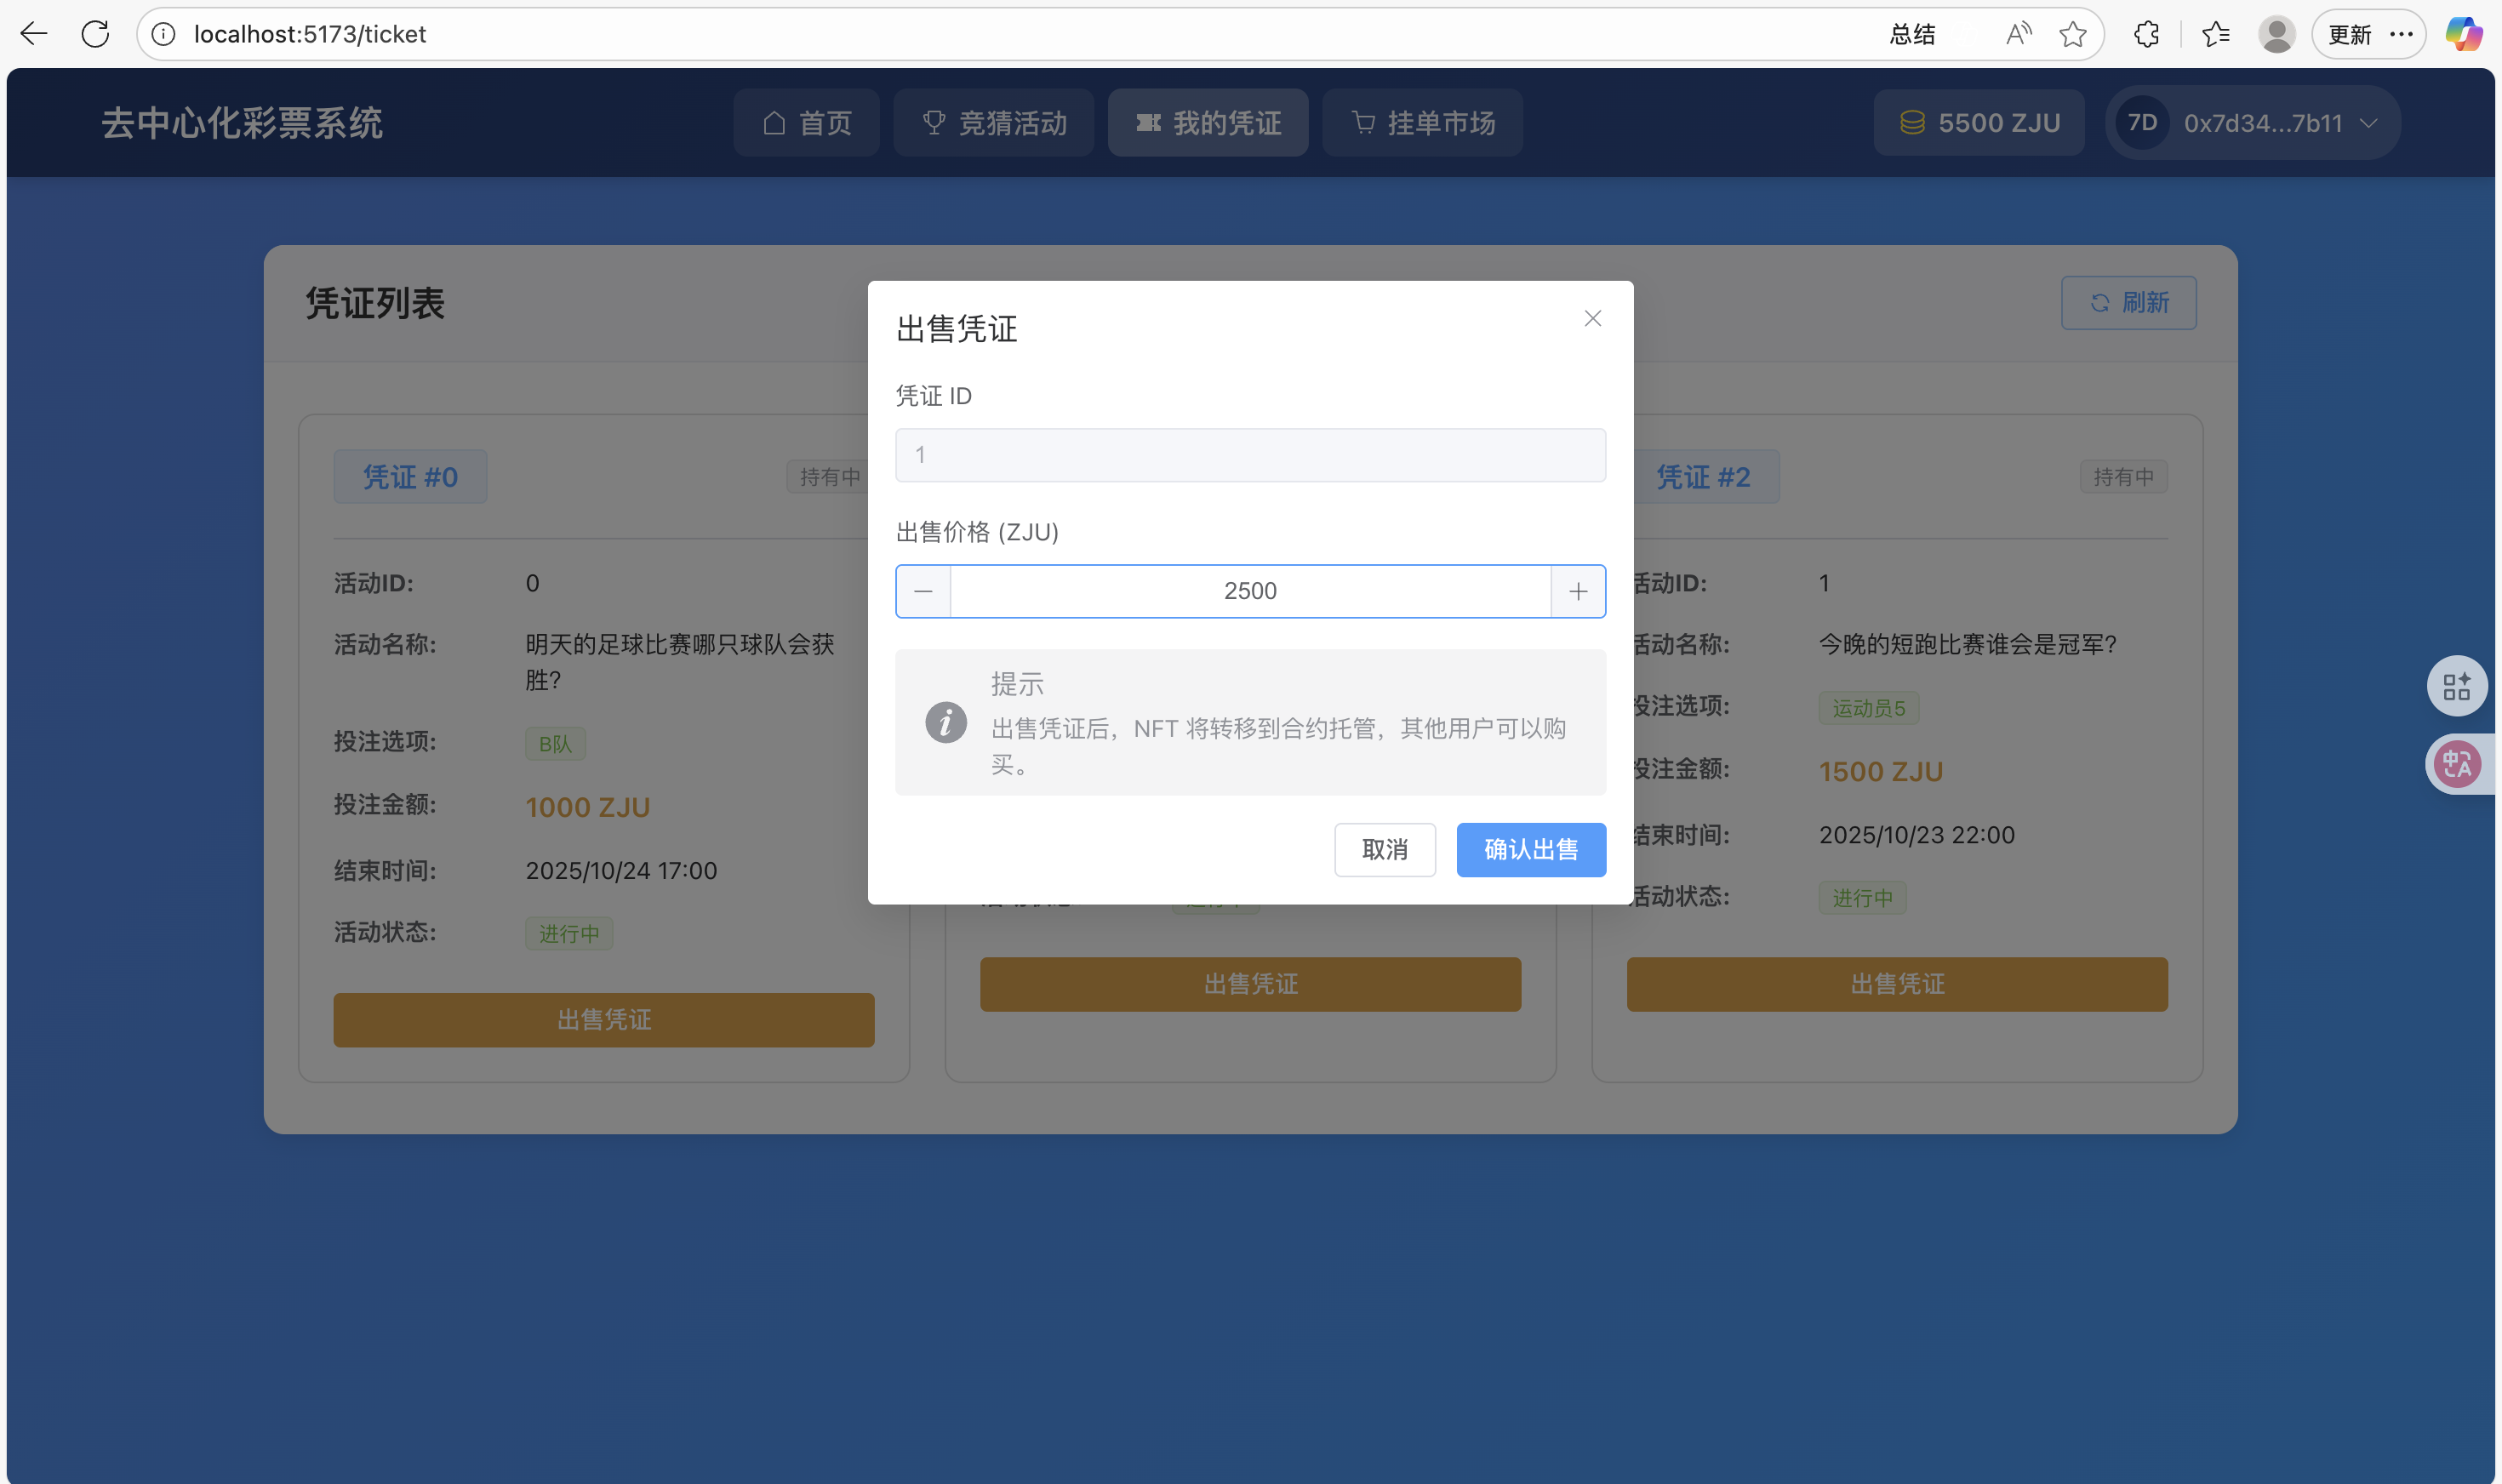 localhost:5173/ticket
总结
更新
去中心化彩票系统
首页
竞猜活动
我的凭证
挂单市场
5500 ZJU
7D
0x7d34...7b11
凭证列表
刷新
凭证 #0
持有中
活动ID:
0
活动名称:
明天的足球比赛哪只球队会获
胜?
投注选项:
B队
投注金额:
1000 ZJU
结束时间:
2025/10/24 17:00
活动状态:
进行中
出售凭证
出售凭证
凭证 ID
1
出售价格 (ZJU)
2500
提示
出售凭证后，NFT 将转移到合约托管，其他用户可以购
买。
取消
确认出售
出售凭证
凭证 #2
持有中
活动ID:
1
活动名称:
今晚的短跑比赛谁会是冠军?
投注选项:
运动员5
投注金额:
1500 ZJU
结束时间:
2025/10/23 22:00
活动状态:
进行中
出售凭证